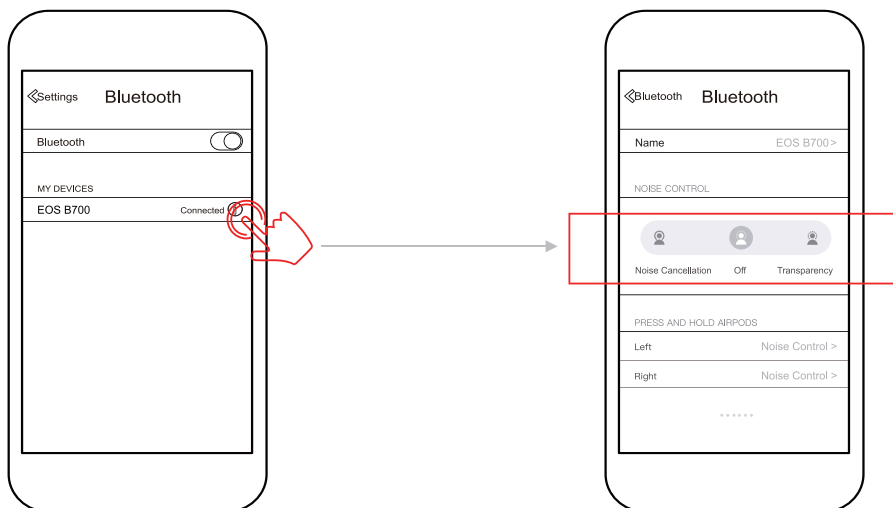 Settings Bluetooth
Bluetooth
MY DEVICES
EOS B700 Connected
Bluetooth Bluetooth
Name EOS B700 >
NOISE CONTROL
Noise Cancellation Off Transparency
PRESS AND HOLD AIRPODS
Left Noise Control >
Right Noise Control >
······